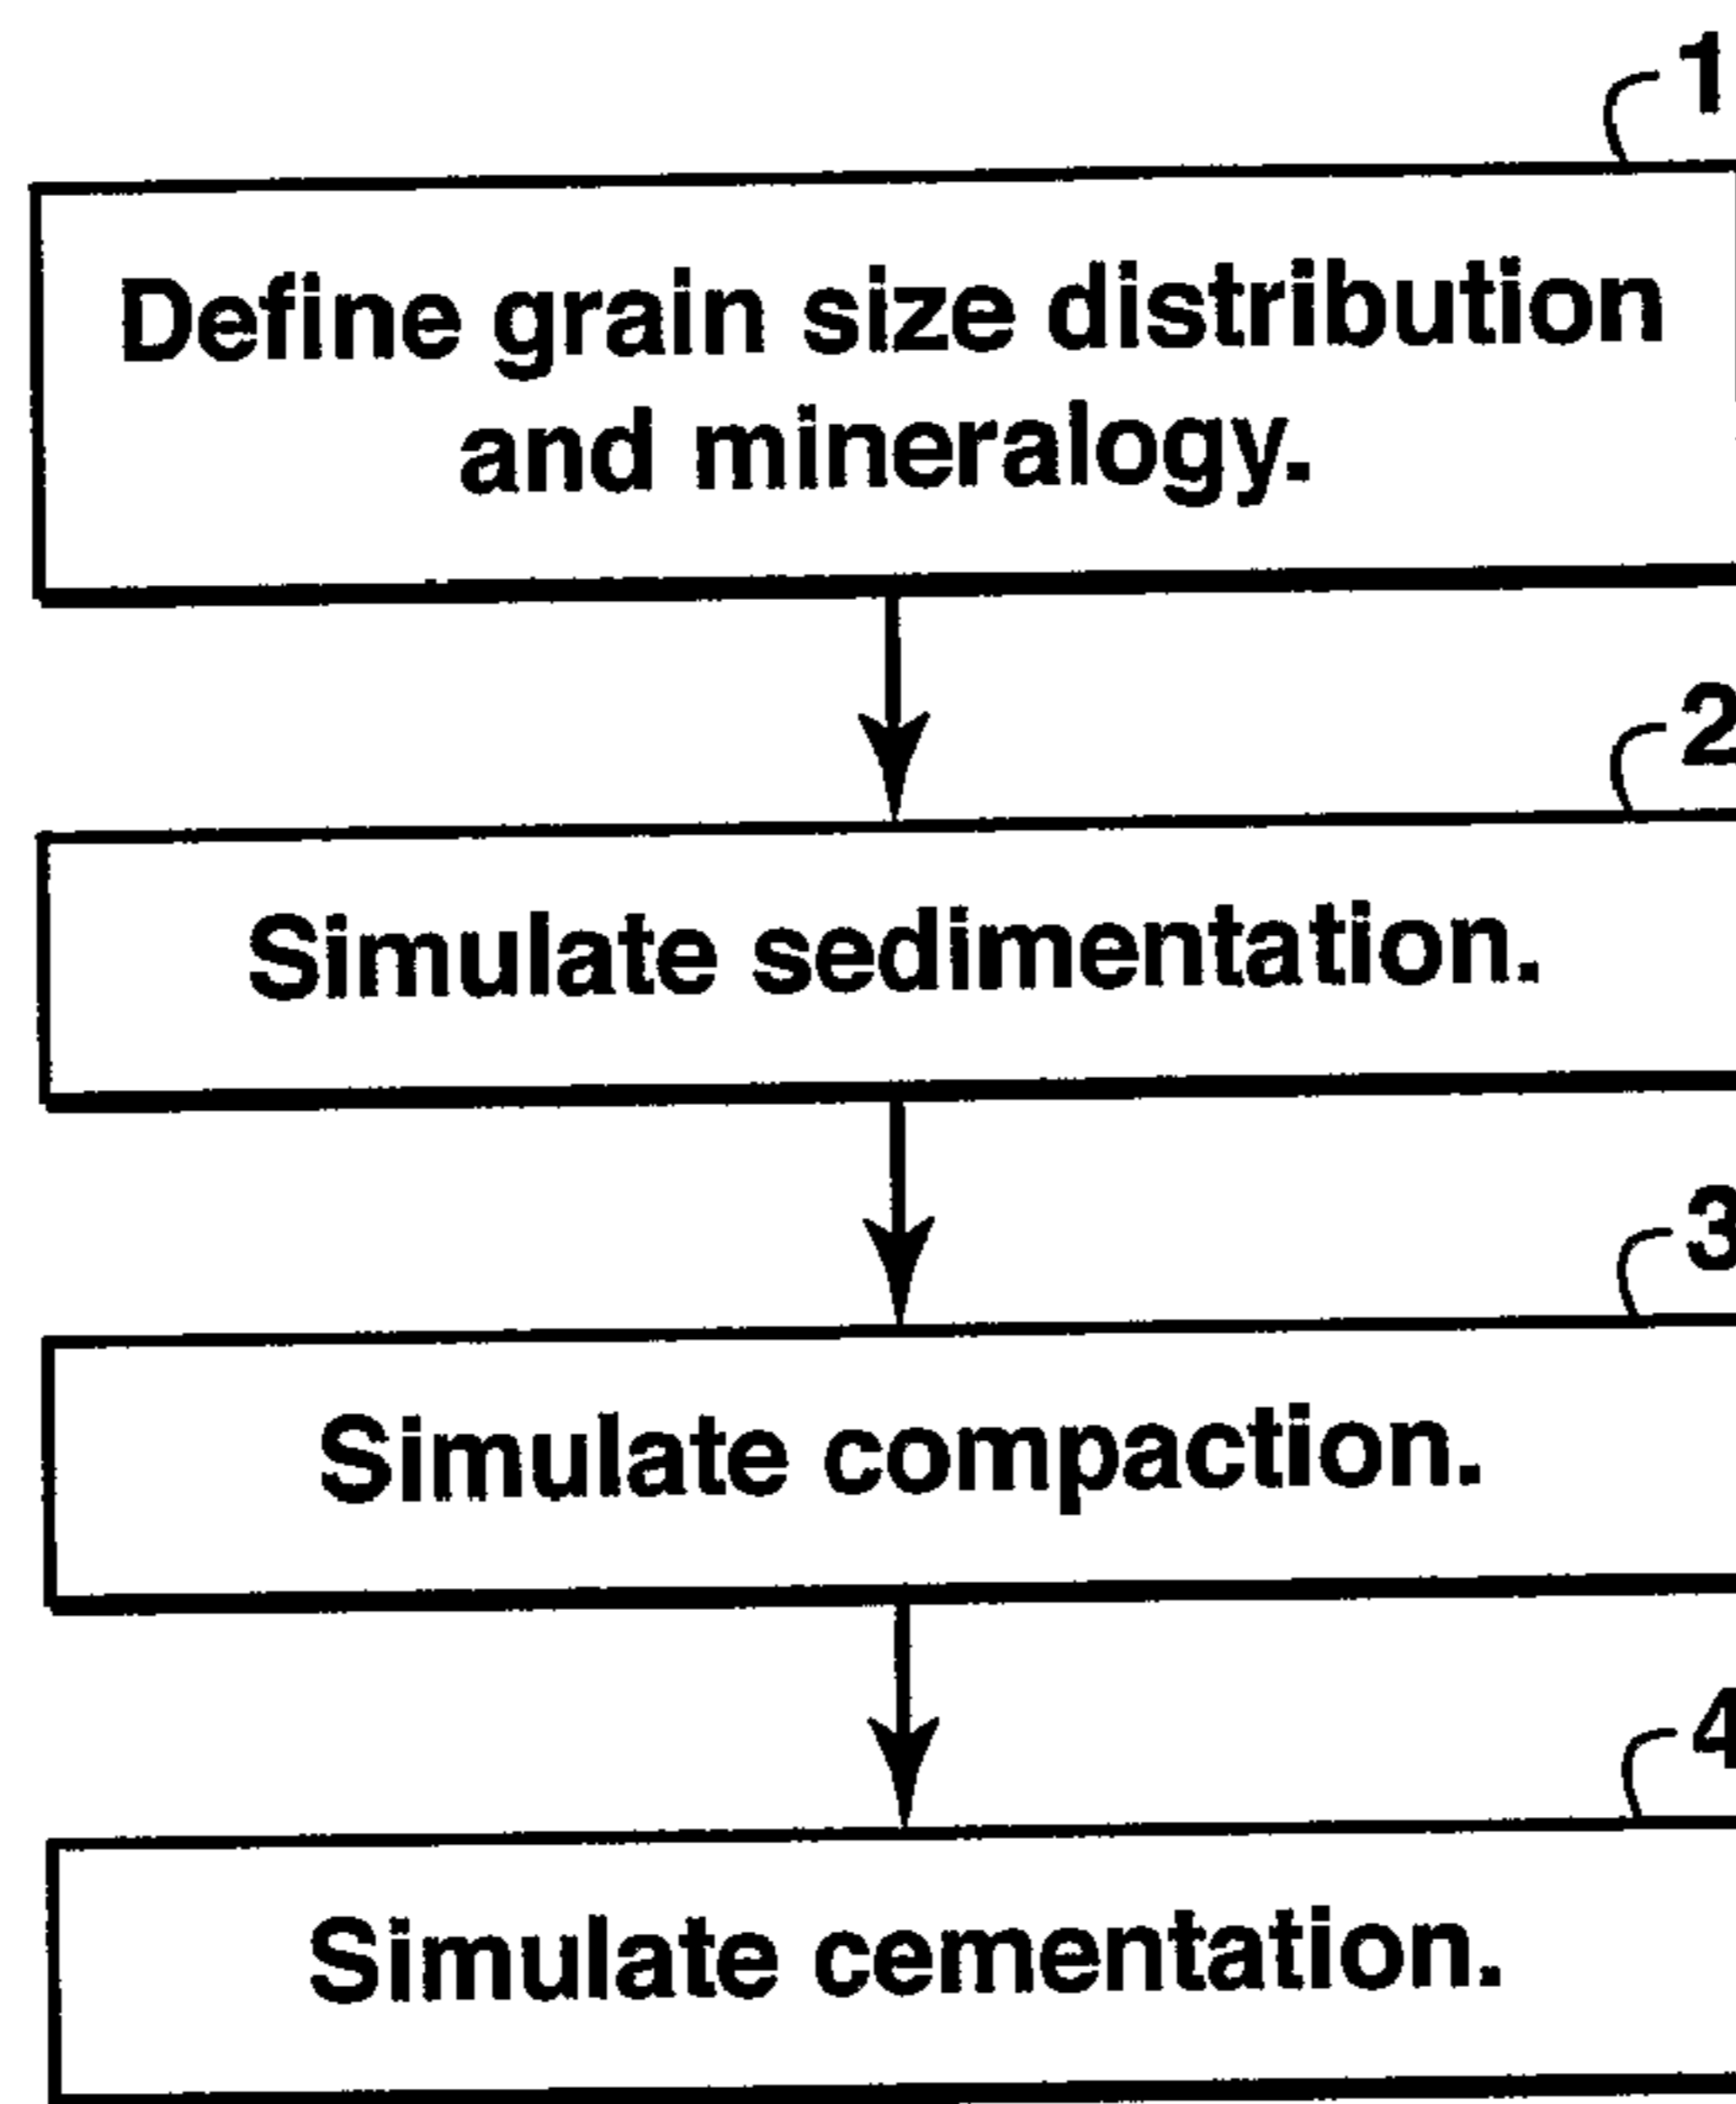 1
Define grain size distribution
and mineralogy.
2
Simulate sedimentation.
3
Simulate compaction.
4
Simulate cementation.